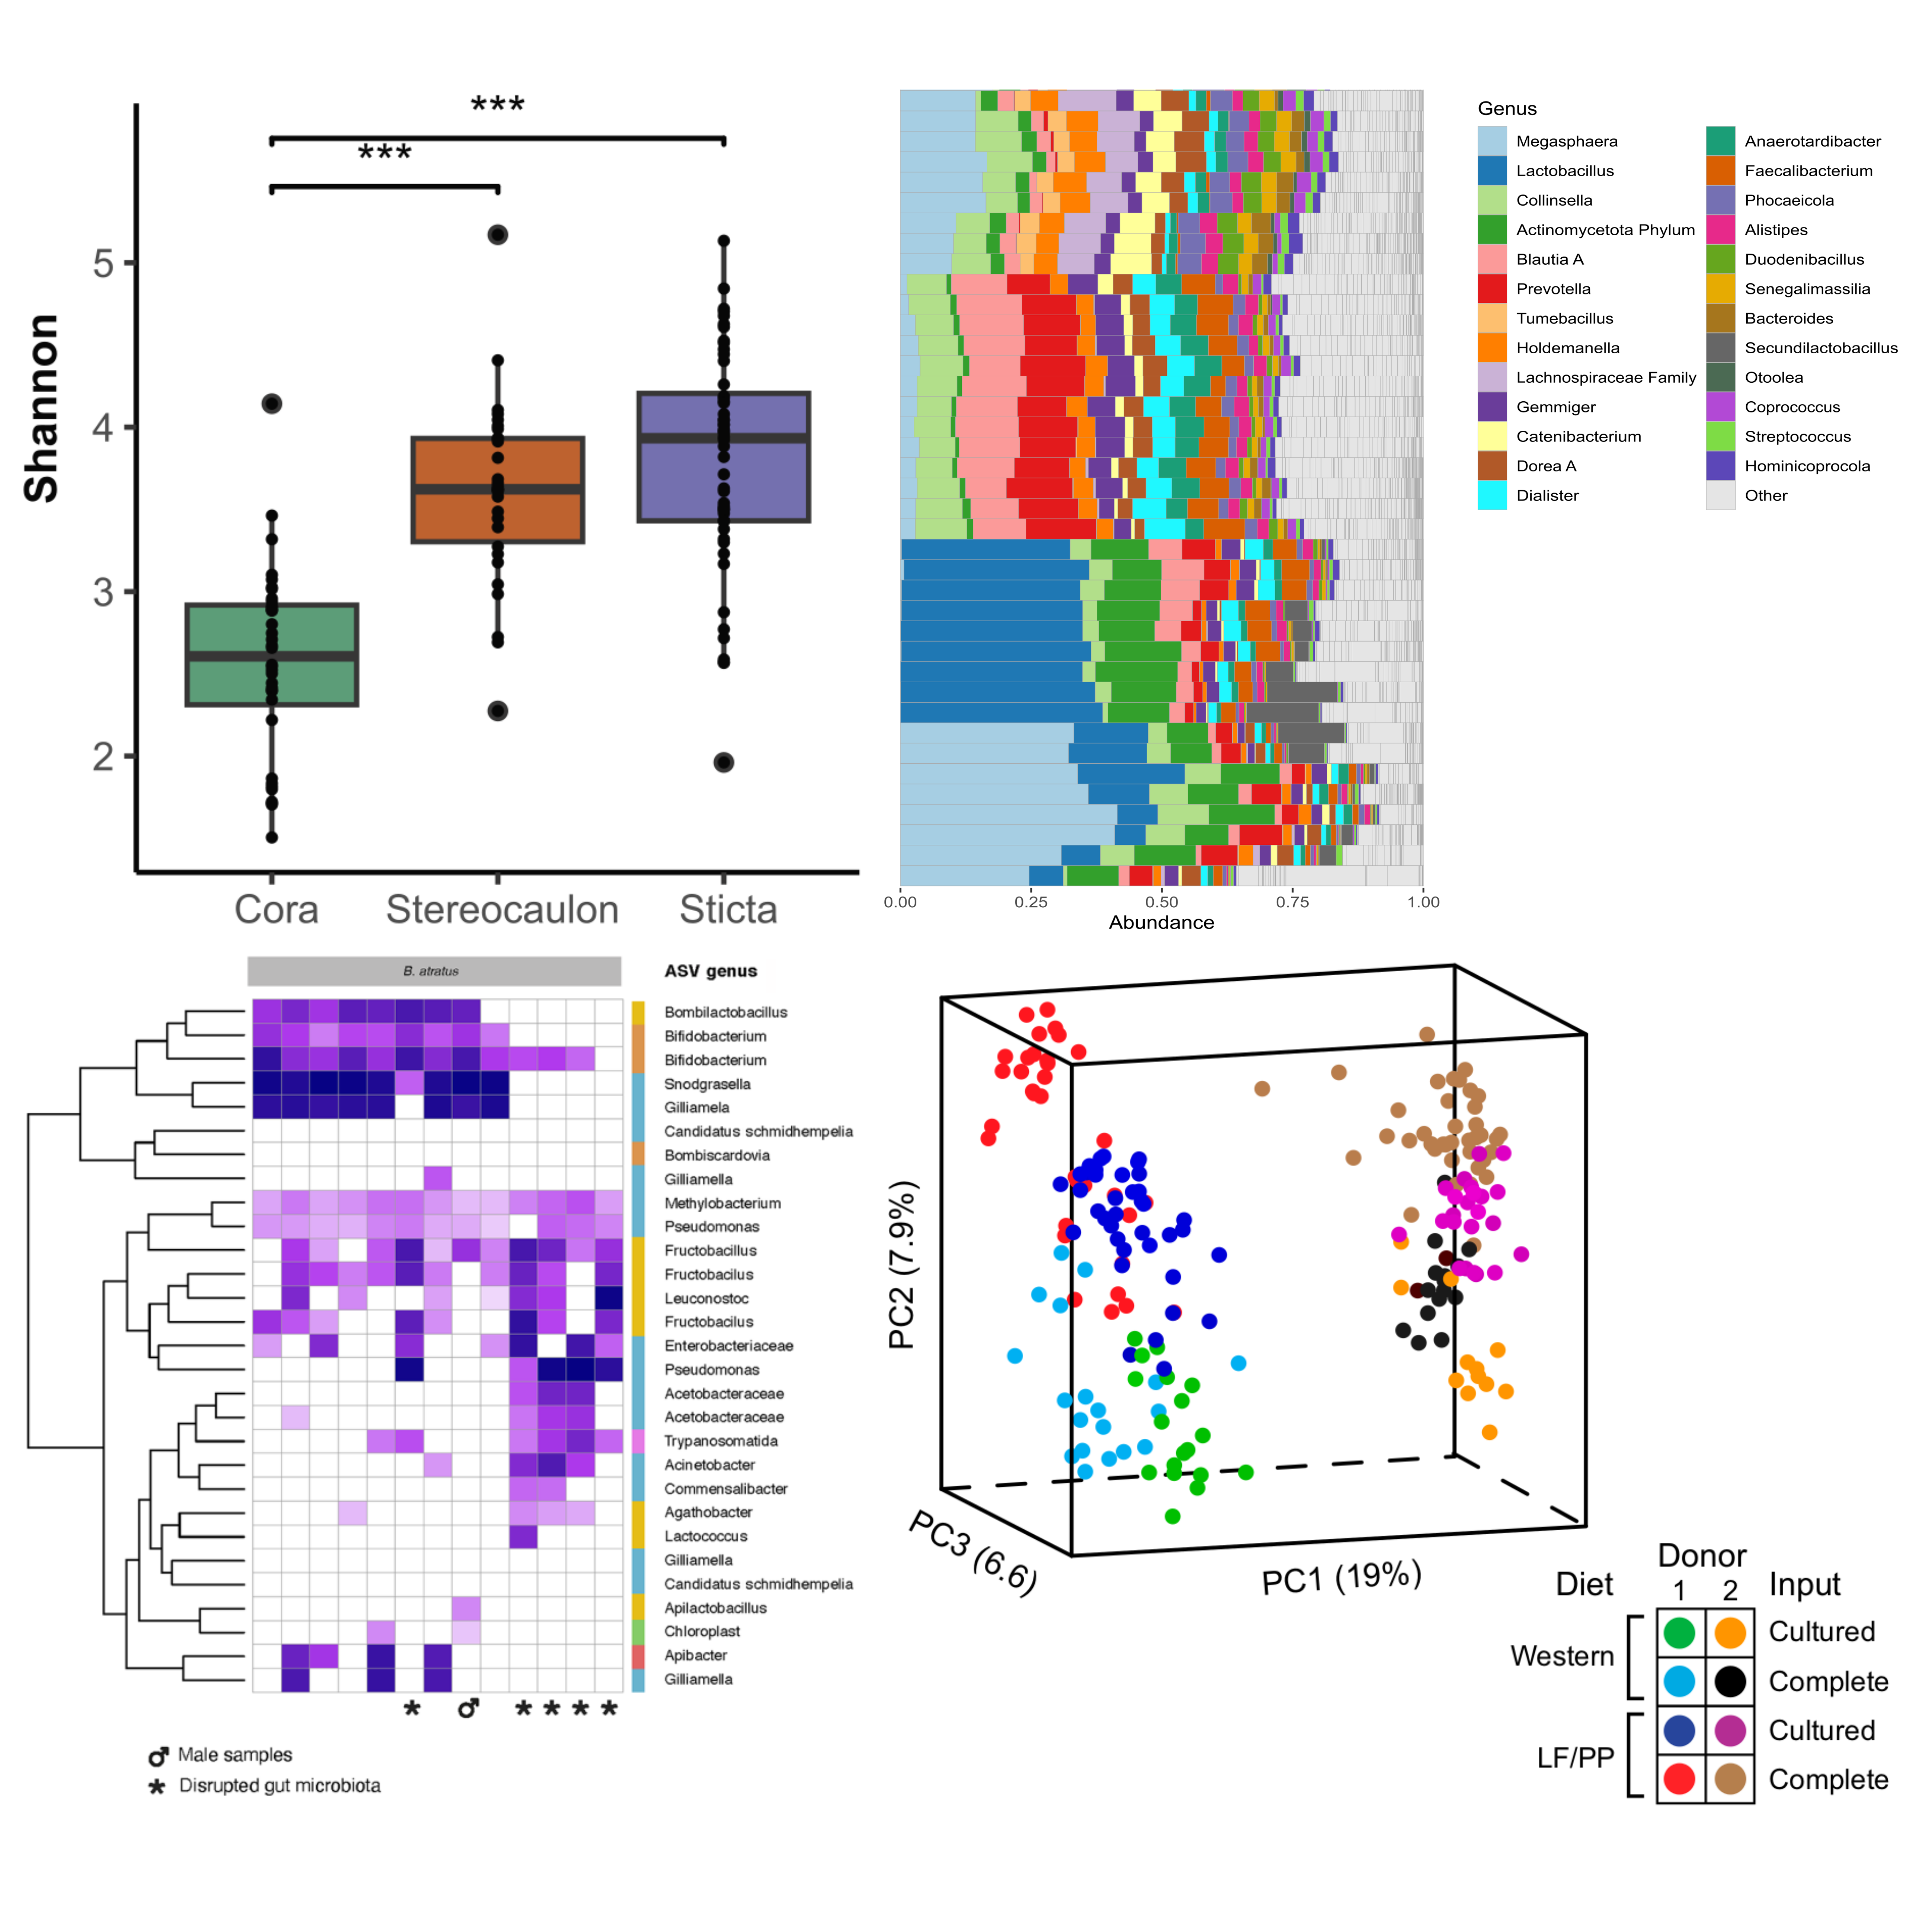 ***
***
Shannon
5
4
3
2
Cora
Stereocaulon
Sticta
Genus
Megasphaera
Lactobacillus
Collinsella
Actinomycetota Phylum
Blautia A
Prevotella
Tumebacillus
Holdemanella
Lachnospiraceae Family
Gemmiger
Catenibacterium
Dorea A
Dialister
Anaerotardibacter
Faecalibacterium
Phocaeicola
Alistipes
Duodenibacillus
Senegalimassilia
Bacteroides
Secundilactobacillus
Otoolea
Coprococcus
Streptococcus
Hominicoprocola
Other
0.00
0.25
0.50
0.75
1.00
Abundance
B. atratus
ASV genus
Bombilactobacillus
Bifidobacterium
Bifidobacterium
Snodgrasella
Gilliamela
Candidatus schmidhempelia
Bombiscardovia
Gilliamella
Methylobacterium
Pseudomonas
Fructobacillus
Fructobacilus
Leuconostoc
Fructobacilus
Enterobacteriaceae
Pseudomonas
Acetobacteraceae
Acetobacteraceae
Trypanosomatida
Acinetobacter
Commensalibacter
Agathobacter
Lactococcus
Gilliamella
Candidatus schmidhempelia
Apilactobacillus
Chloroplast
Apibacter
Gilliamella
* ♂ * * * *
♂ Male samples
* Disrupted gut microbiota
PC2 (7.9%)
PC3 (6.6)
PC1 (19%)
Donor
Diet 1 2 Input
Western
Cultured
Complete
LF/PP
Cultured
Complete